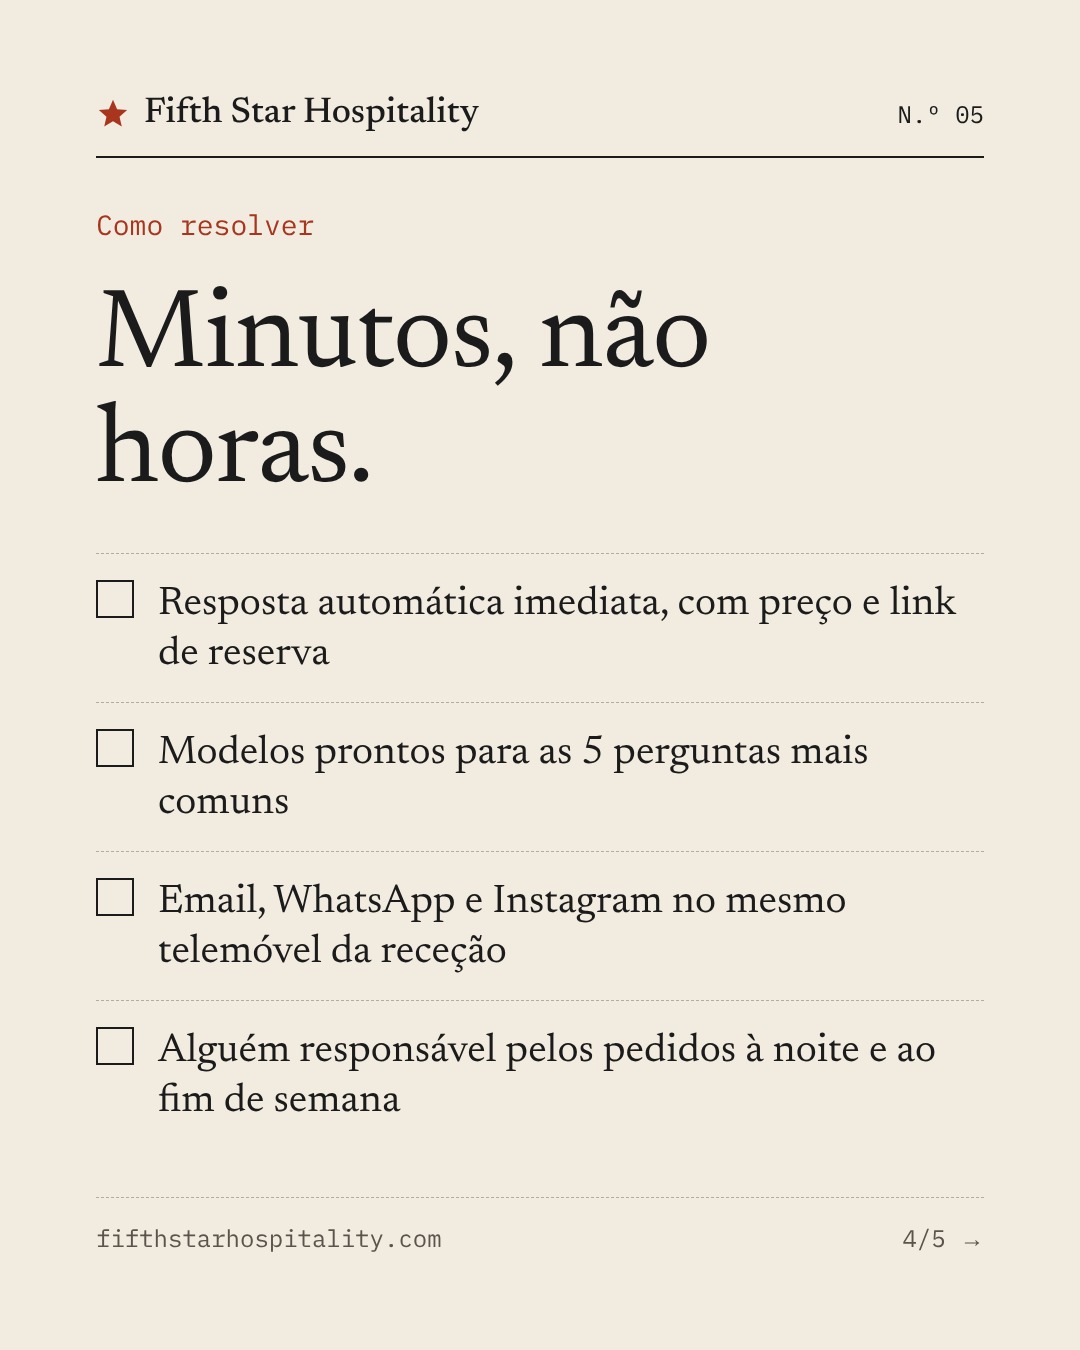 Fifth Star Hospitality
N.º 05
Como resolver
Minutos, não
horas.
Resposta automática imediata, com preço e link
de reserva
Modelos prontos para as 5 perguntas mais
comuns
Email, WhatsApp e Instagram no mesmo
telemóvel da receção
Alguém responsável pelos pedidos à noite e ao
fim de semana
fifthstarhospitality.com
4/5 →